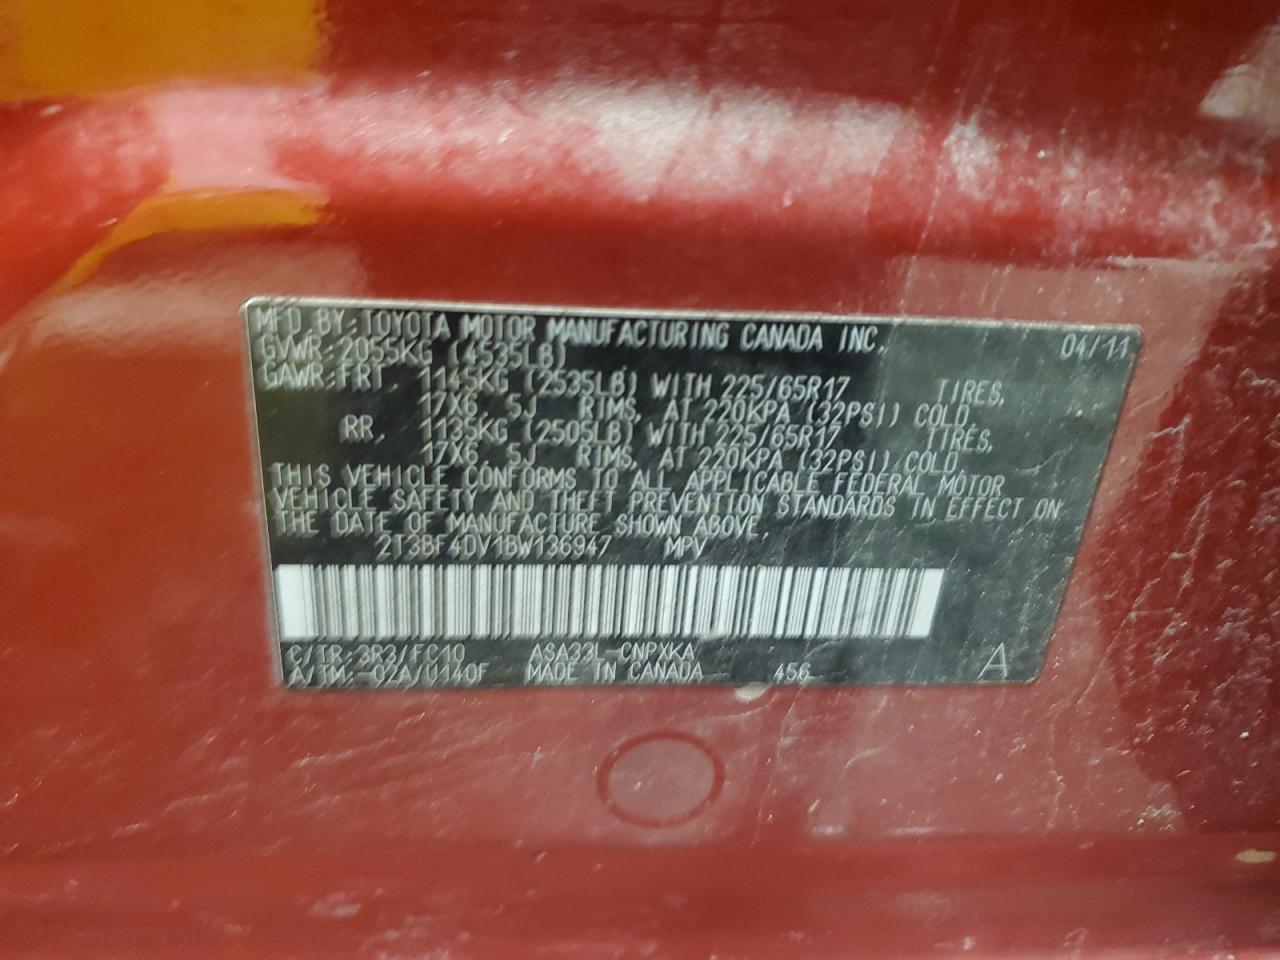 MFD.BY:TOYOTA MOTOR MANUFACTURING CANADA INC. 04/11
GVWR:2055KG (4535LB)
GAWR:FRT. 1145KG (2535LB) WITH 225/65R17 TIRES,
17X6.5J RIMS, AT 220KPA (32PSI) COLD.
RR. 1135KG (2505LB) WITH 225/65R17 TIRES,
17X6.5J RIMS, AT 220KPA (32PSI) COLD.
THIS VEHICLE CONFORMS TO ALL APPLICABLE FEDERAL MOTOR
VEHICLE SAFETY AND THEFT PREVENTION STANDARDS IN EFFECT ON
THE DATE OF MANUFACTURE SHOWN ABOVE.
2T3BF4DV1BW136947 MPV
C/TR:3R3/FC10 ASA33L-CNPXKA
A/TM:-02A/U140F MADE IN CANADA 456 A